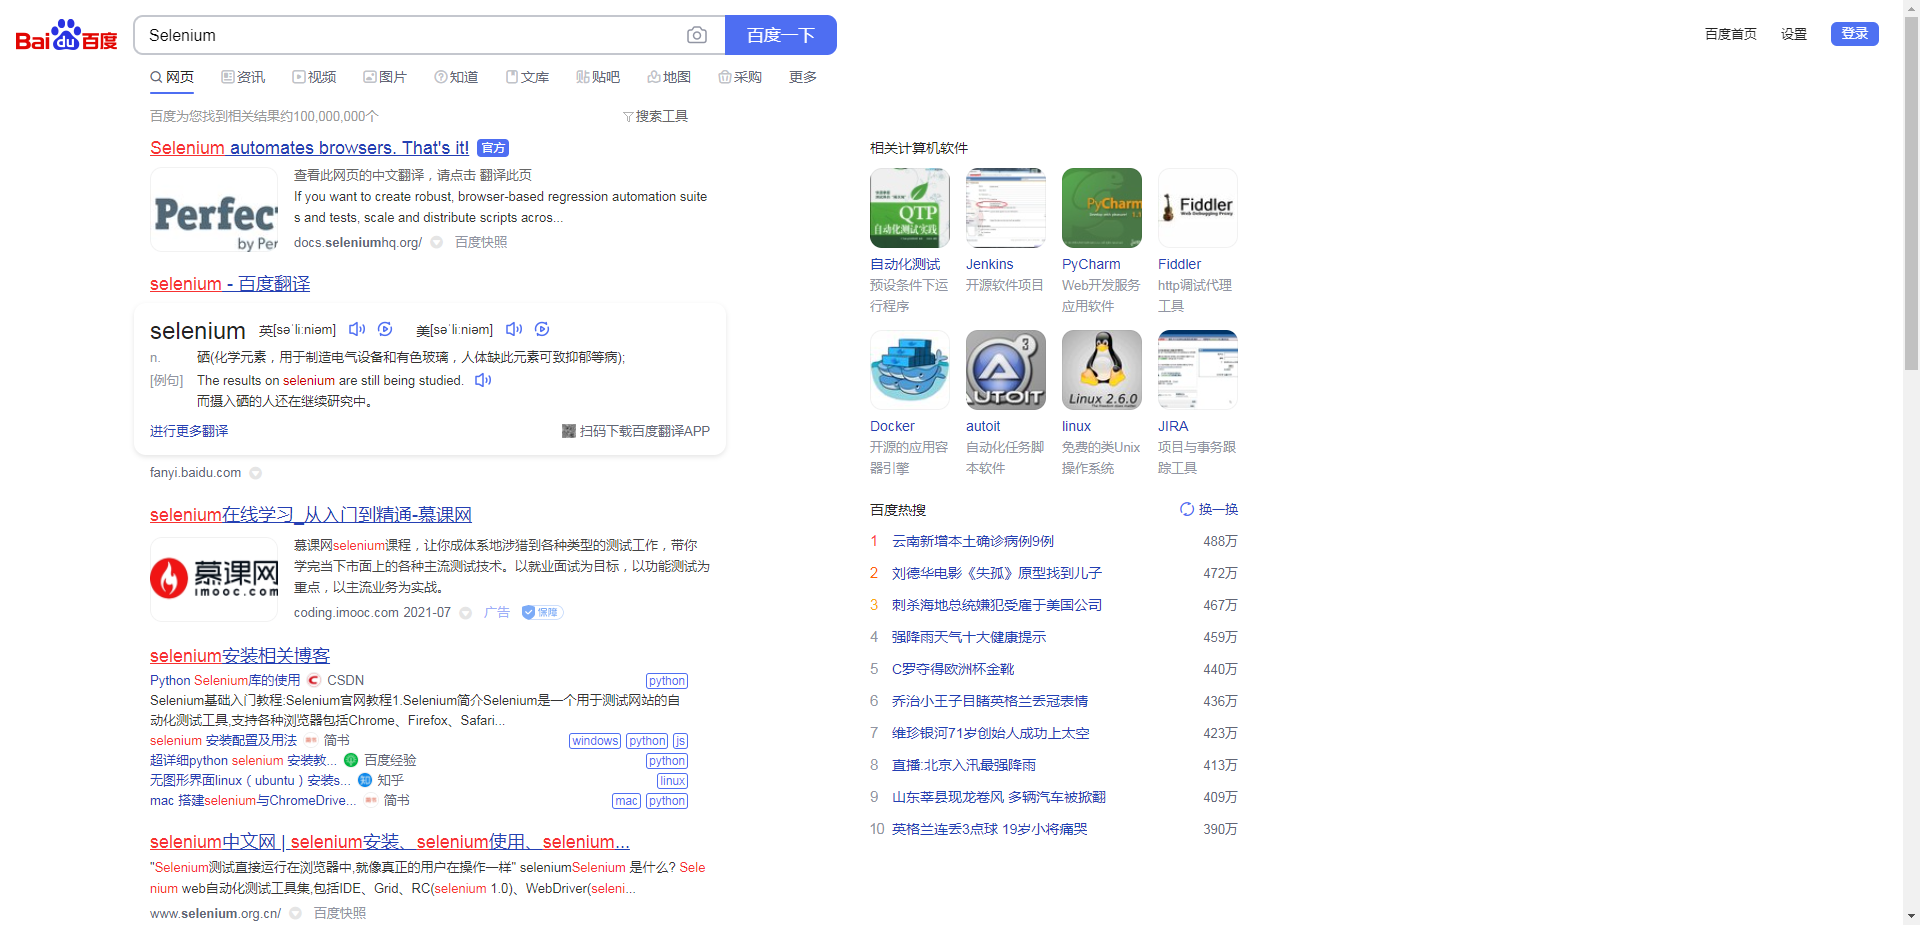 Bai du 百度
Selenium
百度一下
百度首页 设置 登录
网页 资讯 视频 图片 知道 文库 贴吧 地图 采购 更多
百度为您找到相关结果约100,000,000个 搜索工具
Selenium automates browsers. That's it! 官方
查看此网页的中文翻译，请点击 翻译此页
If you want to create robust, browser-based regression automation suite
s and tests, scale and distribute scripts acros...
docs.seleniumhq.org/ 百度快照
Perfec
by Per
selenium - 百度翻译
selenium 英[səˈliːniəm] 美[səˈliːniəm]
n. 硒(化学元素，用于制造电气设备和有色玻璃，人体缺此元素可致抑郁等病);
[例句] The results on selenium are still being studied.
而摄入硒的人还在继续研究中。
进行更多翻译 扫码下载百度翻译APP
fanyi.baidu.com
selenium在线学习_从入门到精通-慕课网
慕课网
imooc.com
慕课网selenium课程，让你成体系地涉猎到各种类型的测试工作，带你
学完当下市面上的各种主流测试技术。以就业面试为目标，以功能测试为
重点，以主流业务为实战。
coding.imooc.com 2021-07 广告 保障
selenium安装相关博客
Python Selenium库的使用 CSDN python
Selenium基础入门教程:Selenium官网教程1.Selenium简介Selenium是一个用于测试网站的自
动化测试工具,支持各种浏览器包括Chrome、Firefox、Safari...
selenium 安装配置及用法 简书 windows python js
超详细python selenium 安装教... 百度经验 python
无图形界面linux（ubuntu）安装s... 知乎 linux
mac 搭建selenium与ChromeDrive... 简书 mac python
selenium中文网 | selenium安装、selenium使用、selenium...
"Selenium测试直接运行在浏览器中,就像真正的用户在操作一样" seleniumSelenium 是什么? Sele
nium web自动化测试工具集,包括IDE、Grid、RC(selenium 1.0)、WebDriver(seleni...
www.selenium.org.cn/ 百度快照
相关计算机软件
QTP
自动化测试实践
PyCharm
Fiddler
Web Debugging Proxy
自动化测试 Jenkins PyCharm Fiddler
预设条件下运 开源软件项目 Web开发服务 http调试代理
行程序 应用软件 工具
3
AUTOIT
Linux 2.6.0
Docker autoit linux JIRA
开源的应用容 自动化任务脚 免费的类Unix 项目与事务跟
器引擎 本软件 操作系统 踪工具
百度热搜 换一换
1 云南新增本土确诊病例9例 488万
2 刘德华电影《失孤》原型找到儿子 472万
3 刺杀海地总统嫌犯受雇于美国公司 467万
4 强降雨天气十大健康提示 459万
5 C罗夺得欧洲杯金靴 440万
6 乔治小王子目睹英格兰丢冠表情 436万
7 维珍银河71岁创始人成功上太空 423万
8 直播:北京入汛最强降雨 413万
9 山东莘县现龙卷风 多辆汽车被掀翻 409万
10 英格兰连丢3点球 19岁小将痛哭 390万